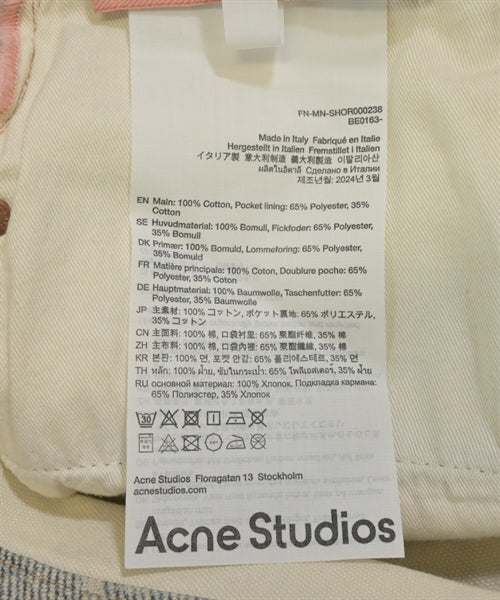 FN-MN-SHOR000238
BE0163-
Made in Italy Fabriqué en Italie
Hergestellt in Italien Fremstillet i Italien
イタリア製 意大利制造 義大利製造 이탈리아산
ผลิตในอิตาลี Сделано в Италии
제조년월: 2024년 3월
EN Main: 100% Cotton, Pocket lining: 65% Polyester, 35% Cotton
SE Huvudmaterial: 100% Bomull, Fickfoder: 65% Polyester, 35% Bomull
DK Primær: 100% Bomuld, Lommeforing: 65% Polyester, 35% Bomuld
FR Matière principale: 100% Coton, Doublure poche: 65% Polyester, 35% Coton
DE Hauptmaterial: 100% Baumwolle, Taschenfutter: 65% Polyester, 35% Baumwolle
JP 主素材: 100% コットン, ポケット裏地: 65% ポリエステル, 35% コットン
CN 主面料: 100% 棉, 口袋衬里: 65% 聚酯纤维, 35% 棉
ZH 主布料: 100% 棉, 口袋內裡: 65% 聚酯纖維, 35% 棉
KR 본판: 100% 면, 포켓 안감: 65% 폴리에스테르, 35% 면
TH หลัก: 100% ฝ้าย, ซับในกระเป๋า: 65% โพลีเอสเตอร์, 35% ฝ้าย
RU основной материал: 100% Хлопок, Подкладка кармана: 65% Полиэстер, 35% Хлопок
30
Acne Studios Floragatan 13 Stockholm
acnestudios.com
Acne Studios